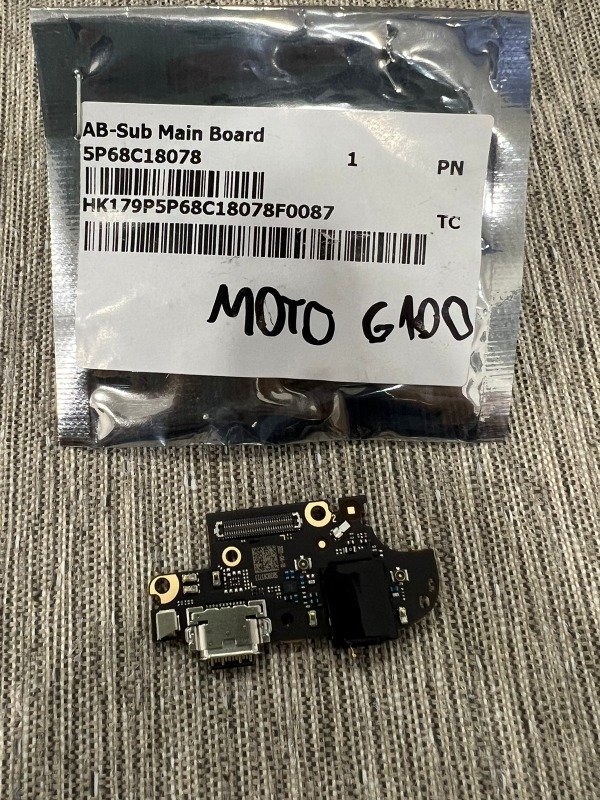 AB-Sub Main Board
5P68C18078 1 PN
HK179P5P68C18078F0087 TC
MOTO G100